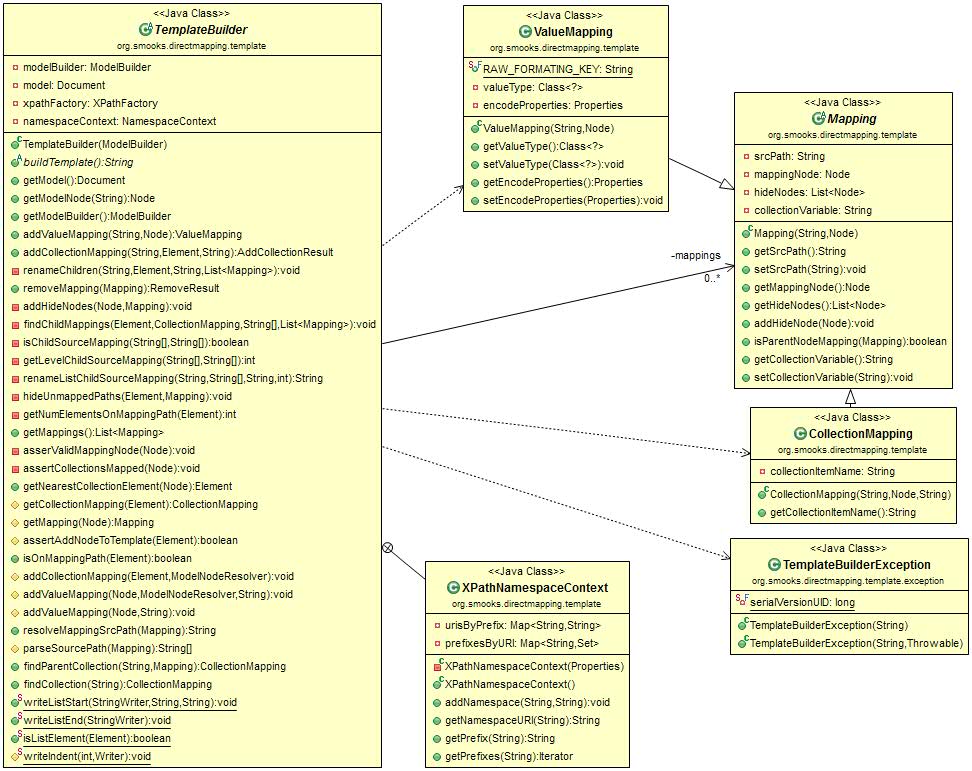 <<Java Class>>
TemplateBuilder
org.smooks.directmapping.template
modelBuilder: ModelBuilder
model: Document
xpathFactory: XPathFactory
namespaceContext: NamespaceContext
TemplateBuilder(ModelBuilder)
buildTemplate():String
getModel():Document
getModelNode(String):Node
getModelBuilder():ModelBuilder
addValueMapping(String,Node):ValueMapping
addCollectionMapping(String,Element,String):AddCollectionResult
renameChildren(String,Element,String,List<Mapping>):void
removeMapping(Mapping):RemoveResult
addHideNodes(Node,Mapping):void
findChildMappings(Element,CollectionMapping,String[],List<Mapping>):void
isChildSourceMapping(String[],String[]):boolean
getLevelChildSourceMapping(String[],String[]):int
renameListChildSourceMapping(String,String[],String,int):String
hideUnmappedPaths(Element,Mapping):void
getNumElementsOnMappingPath(Element):int
getMappings():List<Mapping>
asserValidMappingNode(Node):void
assertCollectionsMapped(Node):void
getNearestCollectionElement(Node):Element
getCollectionMapping(Element):CollectionMapping
getMapping(Node):Mapping
assertAddNodeToTemplate(Element):boolean
isOnMappingPath(Element):boolean
addCollectionMapping(Element,ModelNodeResolver):void
addValueMapping(Node,ModelNodeResolver,String):void
addValueMapping(Node,String):void
resolveMappingSrcPath(Mapping):String
parseSourcePath(Mapping):String[]
findParentCollection(String,Mapping):CollectionMapping
findCollection(String):CollectionMapping
writeListStart(StringWriter,String,String):void
writeListEnd(StringWriter):void
isListElement(Element):boolean
writeIndent(int,Writer):void
<<Java Class>>
ValueMapping
org.smooks.directmapping.template
RAW_FORMATING_KEY: String
valueType: Class<?>
encodeProperties: Properties
ValueMapping(String,Node)
getValueType():Class<?>
setValueType(Class<?>):void
getEncodeProperties():Properties
setEncodeProperties(Properties):void
-mappings
0..*
<<Java Class>>
Mapping
org.smooks.directmapping.template
srcPath: String
mappingNode: Node
hideNodes: List<Node>
collectionVariable: String
Mapping(String,Node)
getSrcPath():String
setSrcPath(String):void
getMappingNode():Node
getHideNodes():List<Node>
addHideNode(Node):void
isParentNodeMapping(Mapping):boolean
getCollectionVariable():String
setCollectionVariable(String):void
<<Java Class>>
CollectionMapping
org.smooks.directmapping.template
collectionItemName: String
CollectionMapping(String,Node,String)
getCollectionItemName():String
<<Java Class>>
TemplateBuilderException
org.smooks.directmapping.template.exception
serialVersionUID: long
TemplateBuilderException(String)
TemplateBuilderException(String,Throwable)
<<Java Class>>
XPathNamespaceContext
org.smooks.directmapping.template
urisByPrefix: Map<String,String>
prefixesByURI: Map<String,Set>
XPathNamespaceContext(Properties)
XPathNamespaceContext()
addNamespace(String,String):void
getNamespaceURI(String):String
getPrefix(String):String
getPrefixes(String):Iterator